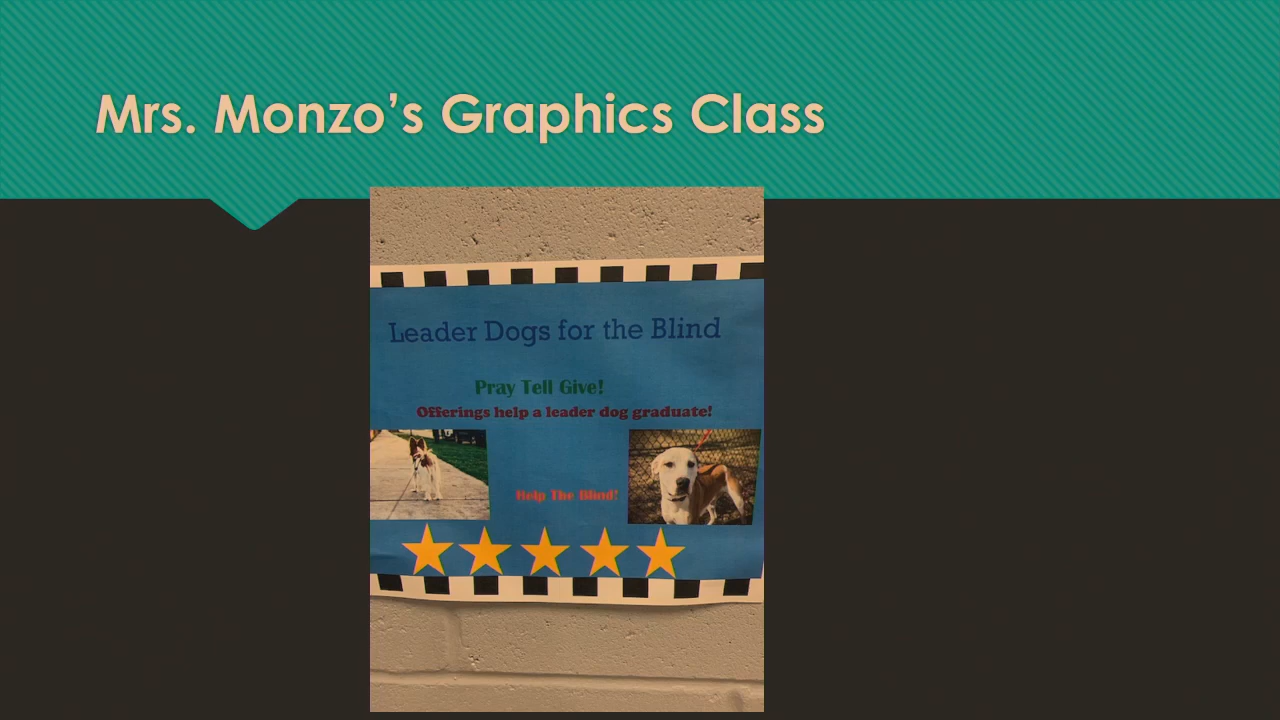 Mrs. Monzo’s Graphics Class
Leader Dogs for the Blind
Pray Tell Give!
Offerings help a leader dog graduate!
Help The Blind!